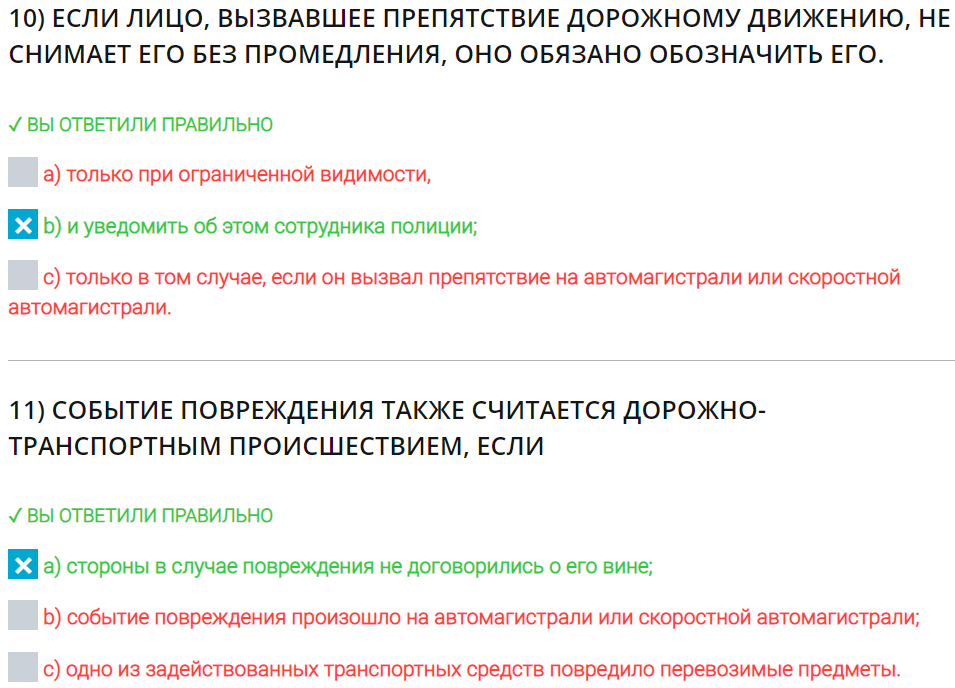 10) ЕСЛИ ЛИЦО, ВЫЗВАВШЕЕ ПРЕПЯТСТВИЕ ДОРОЖНОМУ ДВИЖЕНИЮ, НЕ
СНИМАЕТ ЕГО БЕЗ ПРОМЕДЛЕНИЯ, ОНО ОБЯЗАНО ОБОЗНАЧИТЬ ЕГО.
✓ ВЫ ОТВЕТИЛИ ПРАВИЛЬНО
a) только при ограниченной видимости,
b) и уведомить об этом сотрудника полиции;
c) только в том случае, если он вызвал препятствие на автомагистрали или скоростной
автомагистрали.
11) СОБЫТИЕ ПОВРЕЖДЕНИЯ ТАКЖЕ СЧИТАЕТСЯ ДОРОЖНО-
ТРАНСПОРТНЫМ ПРОИСШЕСТВИЕМ, ЕСЛИ
✓ ВЫ ОТВЕТИЛИ ПРАВИЛЬНО
a) стороны в случае повреждения не договорились о его вине;
b) событие повреждения произошло на автомагистрали или скоростной автомагистрали;
c) одно из задействованных транспортных средств повредило перевозимые предметы.